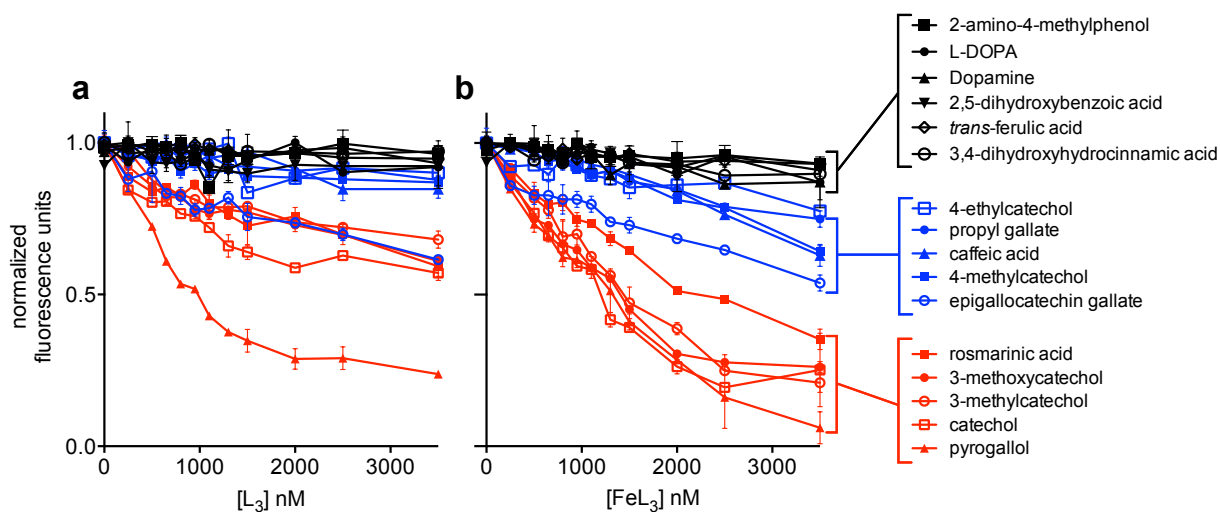 a
b
normalized
fluorescence units
1.0
0.5
0.0
0
1000
2000
3000
[L3] nM
0
1000
2000
3000
[FeL3] nM
2-amino-4-methylphenol
L-DOPA
Dopamine
2,5-dihydroxybenzoic acid
trans-ferulic acid
3,4-dihydroxyhydrocinnamic acid
4-ethylcatechol
propyl gallate
caffeic acid
4-methylcatechol
epigallocatechin gallate
rosmarinic acid
3-methoxycatechol
3-methylcatechol
catechol
pyrogallol